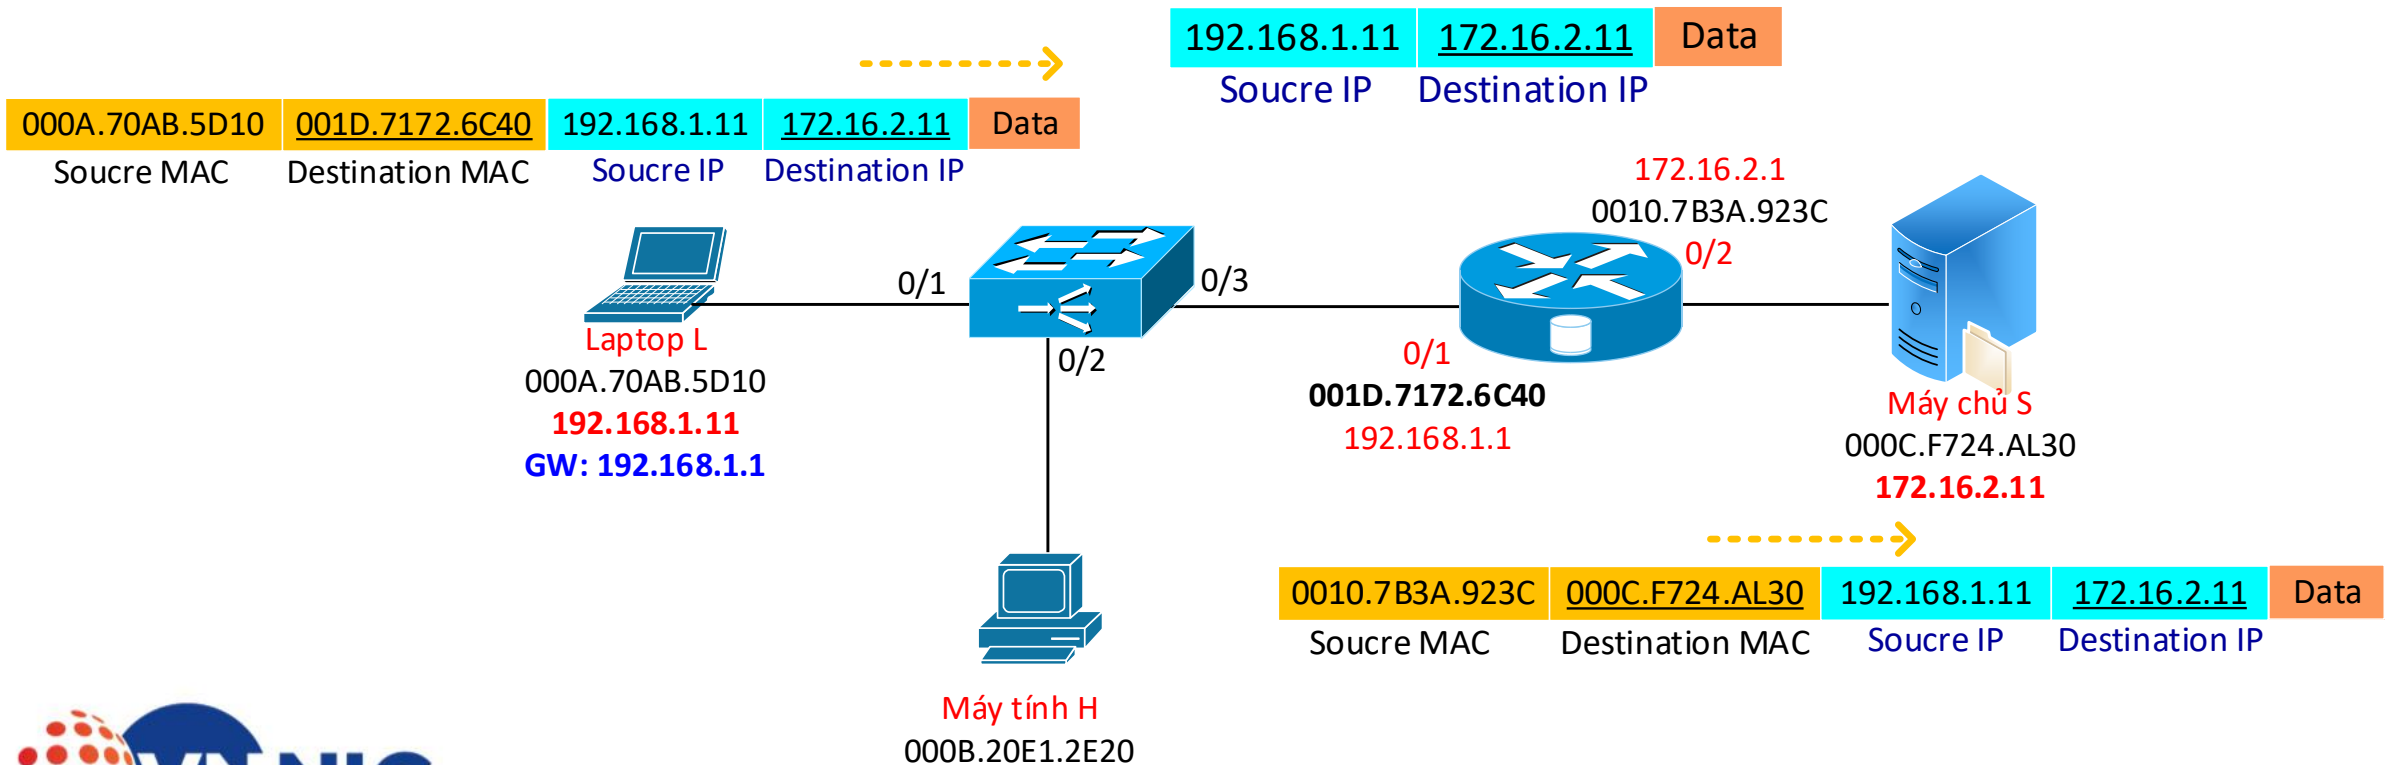 192.168.1.11 172.16.2.11 Data
Soucre IP Destination IP
000A.70AB.5D10 001D.7172.6C40 192.168.1.11 172.16.2.11 Data
Soucre MAC Destination MAC Soucre IP Destination IP
172.16.2.1
0010.7B3A.923C
0/2
0/1
0/3
Laptop L
000A.70AB.5D10
192.168.1.11
GW: 192.168.1.1
0/2
0/1
001D.7172.6C40
192.168.1.1
Máy chủ S
000C.F724.AL30
172.16.2.11
0010.7B3A.923C 000C.F724.AL30 192.168.1.11 172.16.2.11 Data
Soucre MAC Destination MAC Soucre IP Destination IP
Máy tính H
000B.20E1.2E20